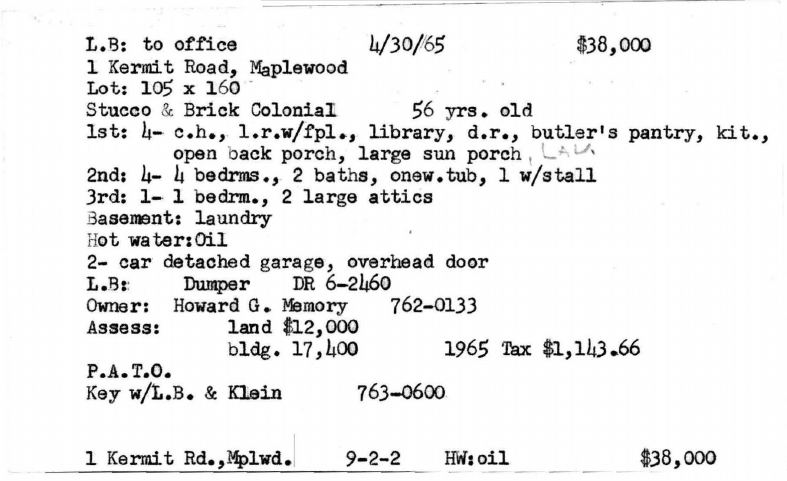 L.B: to office 4/30/65 $38,000
1 Kermit Road, Maplewood
Lot: 105 x 160
Stucco & Brick Colonial 56 yrs. old
1st: 4- c.h., l.r.w/fpl., library, d.r., butler's pantry, kit.,
open back porch, large sun porch, LAV.
2nd: 4- 4 bedrms., 2 baths, onew.tub, 1 w/stall
3rd: 1- 1 bedrm., 2 large attics
Basement: laundry
Hot water:Oil
2- car detached garage, overhead door
L.B: Dumper DR 6-2460
Owner: Howard G. Memory 762-0133
Assess: land $12,000
bldg. 17,400 1965 Tax $1,143.66
P.A.T.O.
Key w/L.B. & Klein 763-0600
1 Kermit Rd.,Mplwd. 9-2-2 HW:oil $38,000